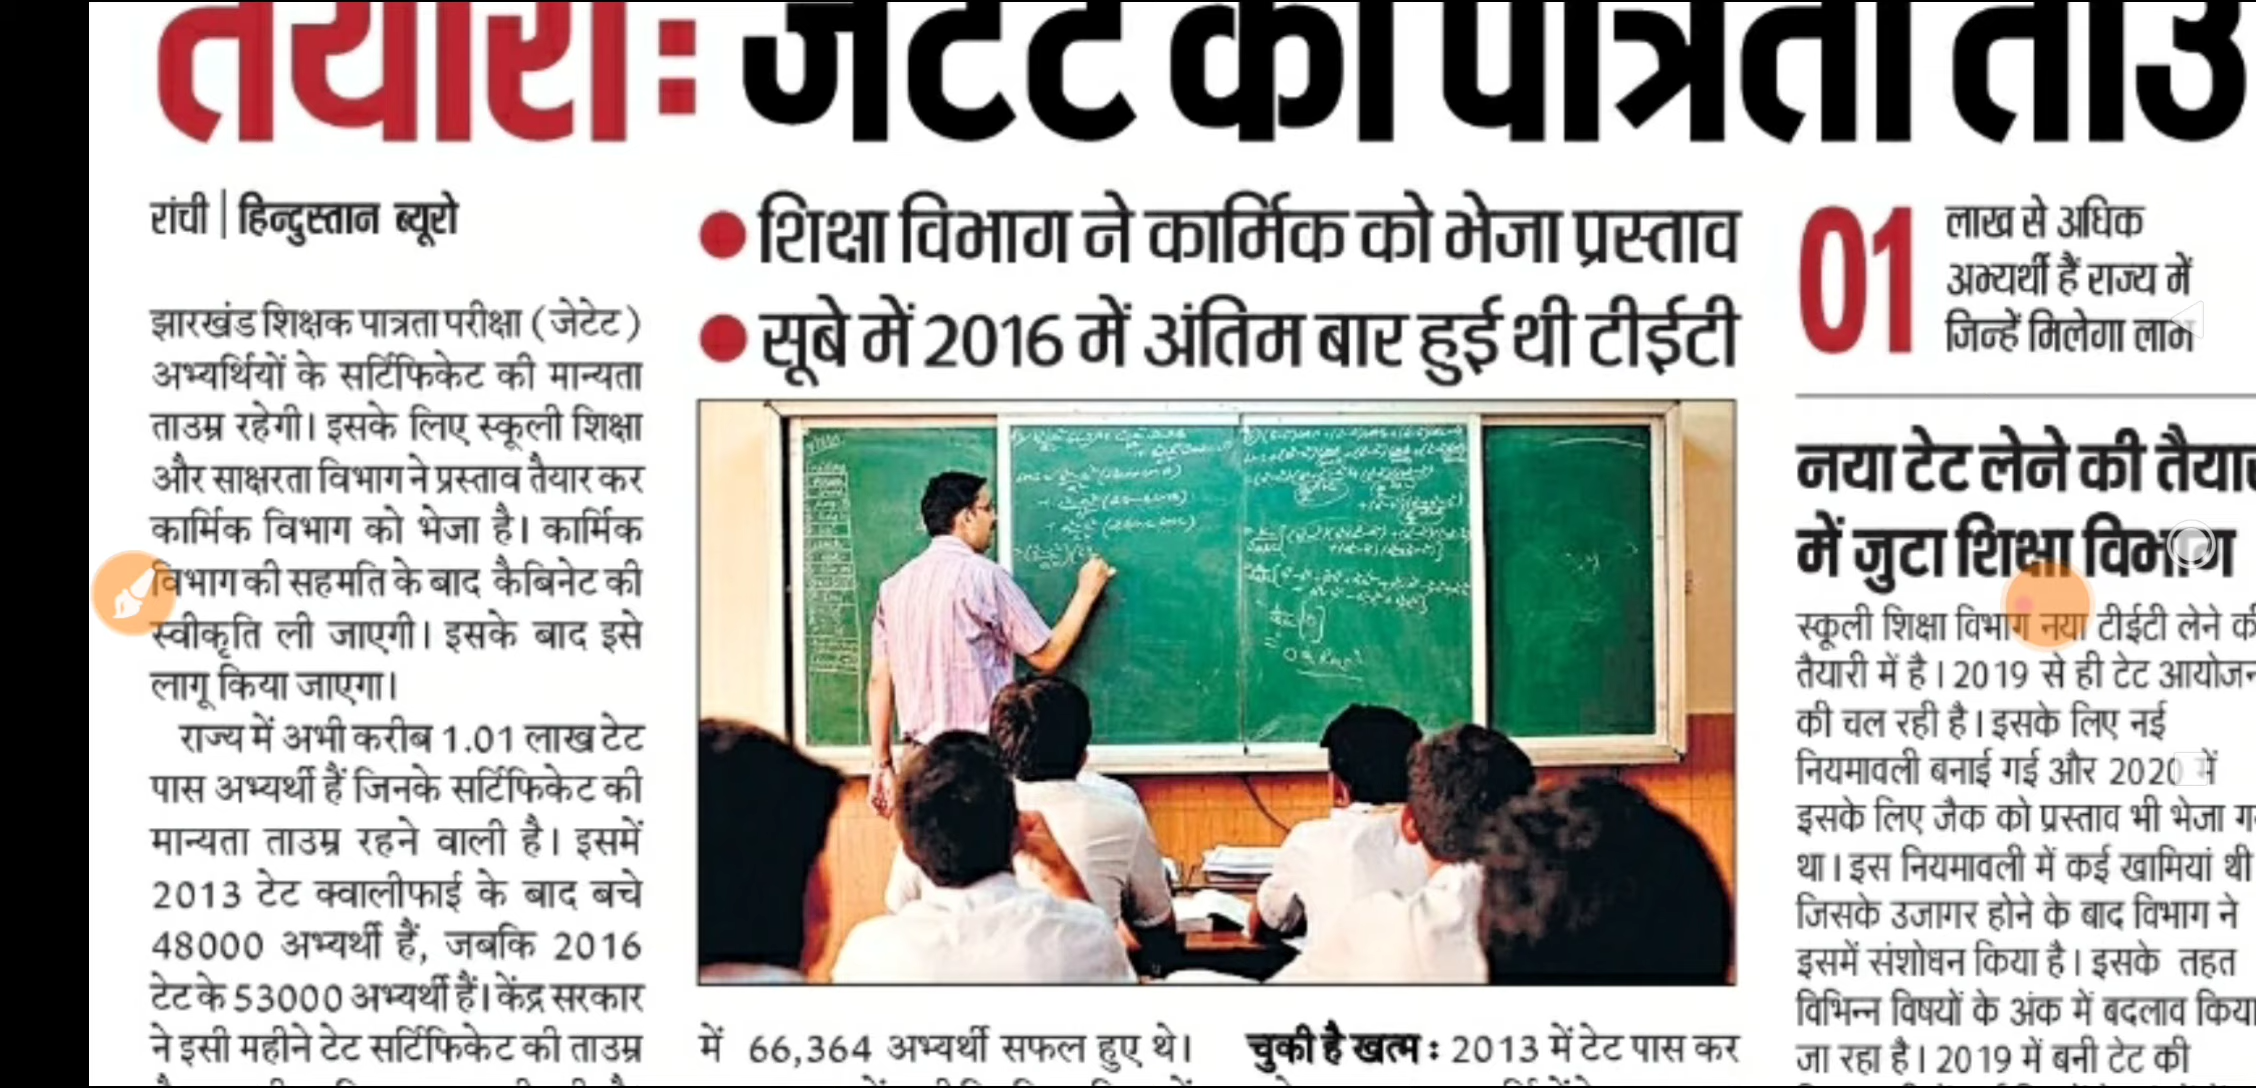 तैयारी: जेटेट की पात्रता ताउ
रांची | हिन्दुस्तान ब्यूरो
झारखंड शिक्षक पात्रता परीक्षा (जेटेट)
अभ्यर्थियों के सर्टिफिकेट की मान्यता
ताउम्र रहेगी। इसके लिए स्कूली शिक्षा
और साक्षरता विभाग ने प्रस्ताव तैयार कर
कार्मिक विभाग को भेजा है। कार्मिक
विभाग की सहमति के बाद कैबिनेट की
स्वीकृति ली जाएगी। इसके बाद इसे
लागू किया जाएगा।
राज्य में अभी करीब 1.01 लाख टेट
पास अभ्यर्थी हैं जिनके सर्टिफिकेट की
मान्यता ताउम्र रहने वाली है। इसमें
2013 टेट क्वालीफाई के बाद बचे
48000 अभ्यर्थी हैं, जबकि 2016
टेट के 53000 अभ्यर्थी हैं। केंद्र सरकार
ने इसी महीने टेट सर्टिफिकेट की ताउम्र
● शिक्षा विभाग ने कार्मिक को भेजा प्रस्ताव
● सूबे में 2016 में अंतिम बार हुई थी टीईटी
में 66,364 अभ्यर्थी सफल हुए थे।
चुकी है खत्म : 2013 में टेट पास कर
01 लाख से अधिक
अभ्यर्थी हैं राज्य में
जिन्हें मिलेगा लाभ
नया टेट लेने की तैयार
में जुटा शिक्षा विभाग
स्कूली शिक्षा विभाग नया टीईटी लेने की
तैयारी में है। 2019 से ही टेट आयोजन
की चल रही है। इसके लिए नई
नियमावली बनाई गई और 2020 में
इसके लिए जैक को प्रस्ताव भी भेजा ग
था। इस नियमावली में कई खामियां थी
जिसके उजागर होने के बाद विभाग ने
इसमें संशोधन किया है। इसके तहत
विभिन्न विषयों के अंक में बदलाव किया
जा रहा है। 2019 में बनी टेट की